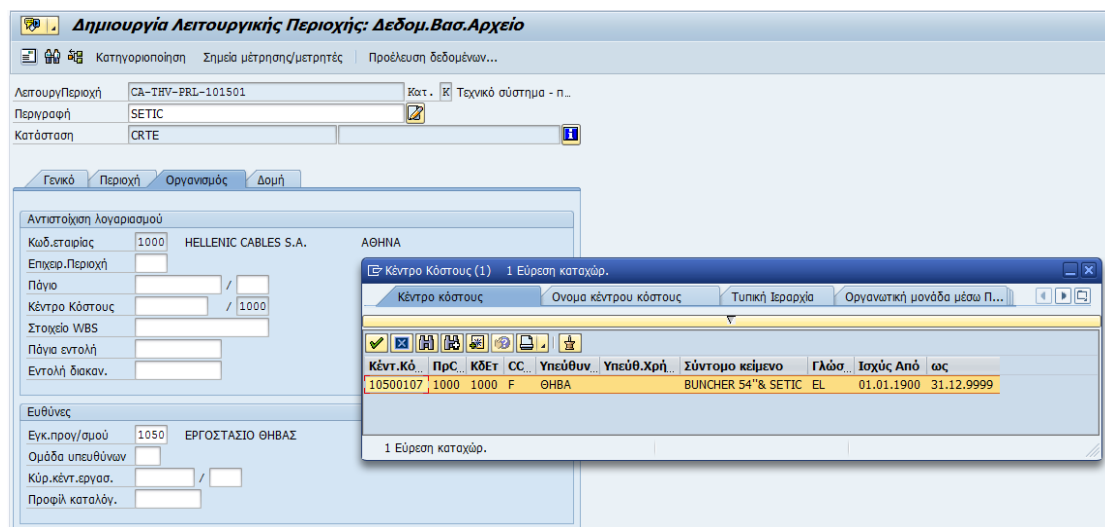 Δημιουργία Λειτουργικής Περιοχής: Δεδομ.Βασ.Αρχείο
Κατηγοριοποίηση Σημεία μέτρησης/μετρητές Προέλευση δεδομένων...
ΛειτουργΠεριοχή CA-THV-PRL-101501 Κατ. K Τεχνικό σύστημα - π...
Περιγραφή SETIC
Κατάσταση CRTE
Γενικό Περιοχή Οργανισμός Δομή
Αντιστοίχιση λογαριασμού
Κωδ.εταιρίας 1000 HELLENIC CABLES S.A. ΑΘΗΝΑ
Επιχειρ.Περιοχή
Πάγιο /
Κέντρο Κόστους / 1000
Στοιχείο WBS
Πάγια εντολή
Εντολή διακαν.
Ευθύνες
Εγκ.προγ/σμού 1050 ΕΡΓΟΣΤΑΣΙΟ ΘΗΒΑΣ
Ομάδα υπευθύνων
Κύρ.κέντ.εργασ. /
Προφίλ καταλόγ.
Κέντρο Κόστους (1) 1 Εύρεση καταχώρ.
Κέντρο κόστους Ονομα κέντρου κόστους Τυπική Ιεραρχία Οργανωτική μονάδα μέσω Π...
Κέντ.Κό... ΠρC... ΚδΕτ CC... Υπεύθυν... Υπεύθ.Χρή... Σύντομο κείμενο Γλώσ... Ισχύς Από ως
10500107 1000 1000 F ΘΗΒΑ BUNCHER 54"& SETIC EL 01.01.1900 31.12.9999
1 Εύρεση καταχώρ.